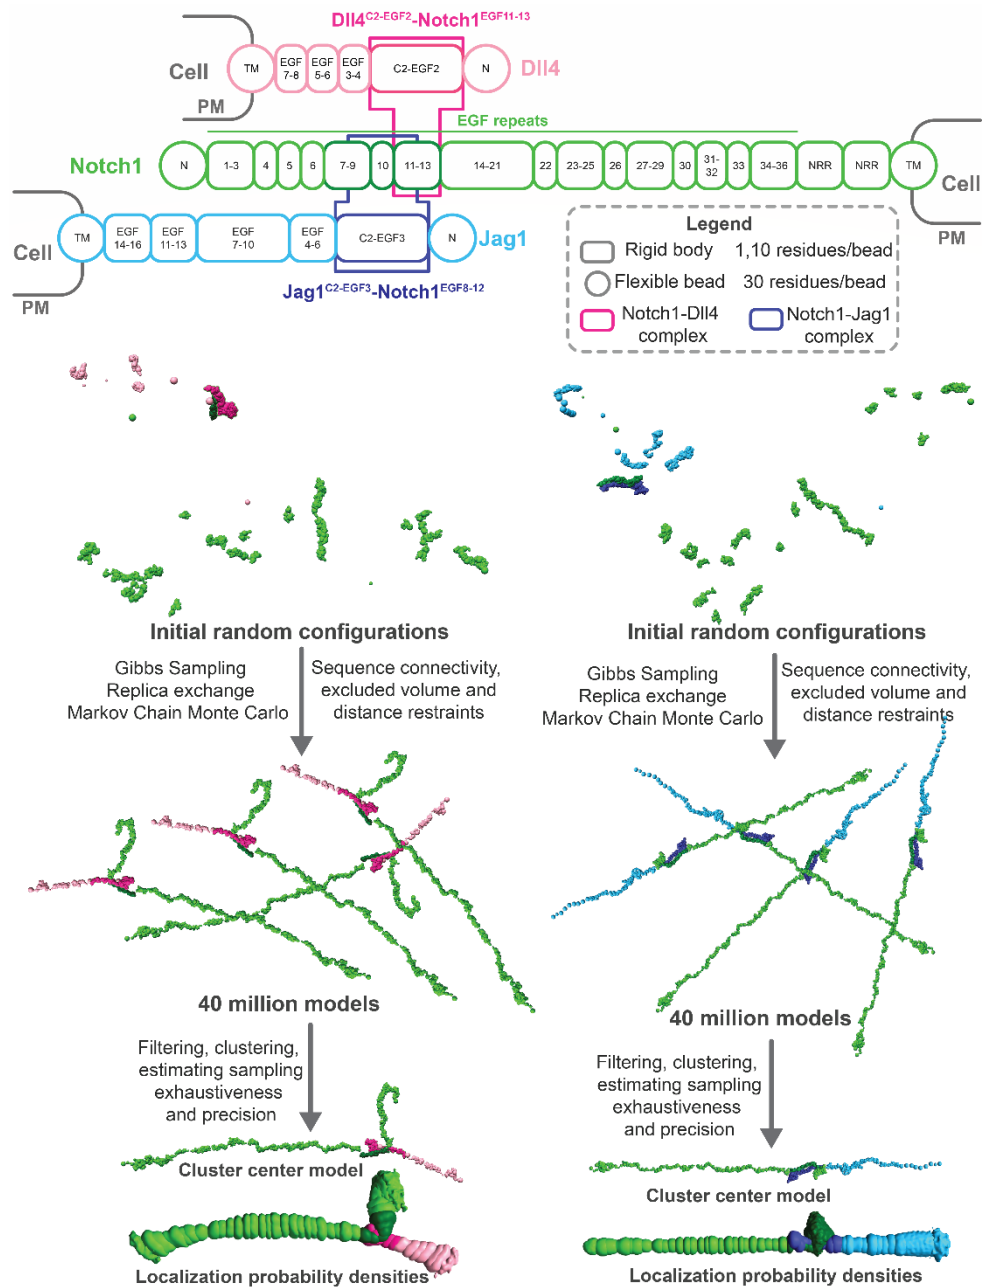 Dll4C2-EGF2-Notch1EGF11-13
Cell
PM
TM
EGF
7-8
EGF
5-6
EGF
3-4
C2-EGF2
N
Dll4
EGF repeats
Notch1
N
1-3
4
5
6
7-9
10
11-13
14-21
22
23-25
26
27-29
30
31-
32
33
34-36
NRR
NRR
TM
Cell
PM
Cell
PM
TM
EGF
14-16
EGF
11-13
EGF
7-10
EGF
4-6
C2-EGF3
N
Jag1
Jag1C2-EGF3-Notch1EGF8-12
Legend
Rigid body 1,10 residues/bead
Flexible bead 30 residues/bead
Notch1-Dll4
complex
Notch1-Jag1
complex
Initial random configurations
Gibbs Sampling
Replica exchange
Markov Chain Monte Carlo
Sequence connectivity,
excluded volume and
distance restraints
40 million models
Filtering, clustering,
estimating sampling
exhaustiveness
and precision
Cluster center model
Localization probability densities
Initial random configurations
Gibbs Sampling
Replica exchange
Markov Chain Monte Carlo
Sequence connectivity,
excluded volume and
distance restraints
40 million models
Filtering, clustering,
estimating sampling
exhaustiveness
and precision
Cluster center model
Localization probability densities